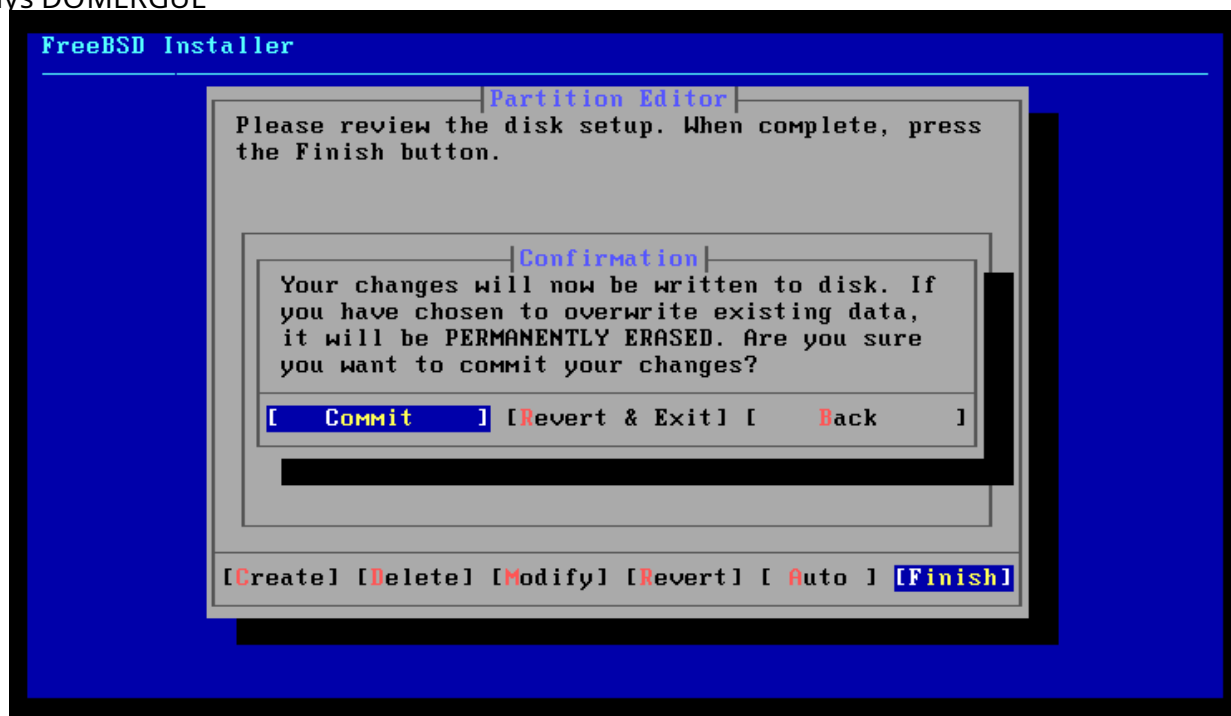 DOMERGUE
FreeBSD Installer
Partition Editor
Please review the disk setup. When complete, press
the Finish button.
Confirmation
Your changes will now be written to disk. If
you have chosen to overwrite existing data,
it will be PERMANENTLY ERASED. Are you sure
you want to commit your changes?
[ Commit ] [Revert & Exit] [ Back ]
[Create] [Delete] [Modify] [Revert] [ Auto ] [Finish]